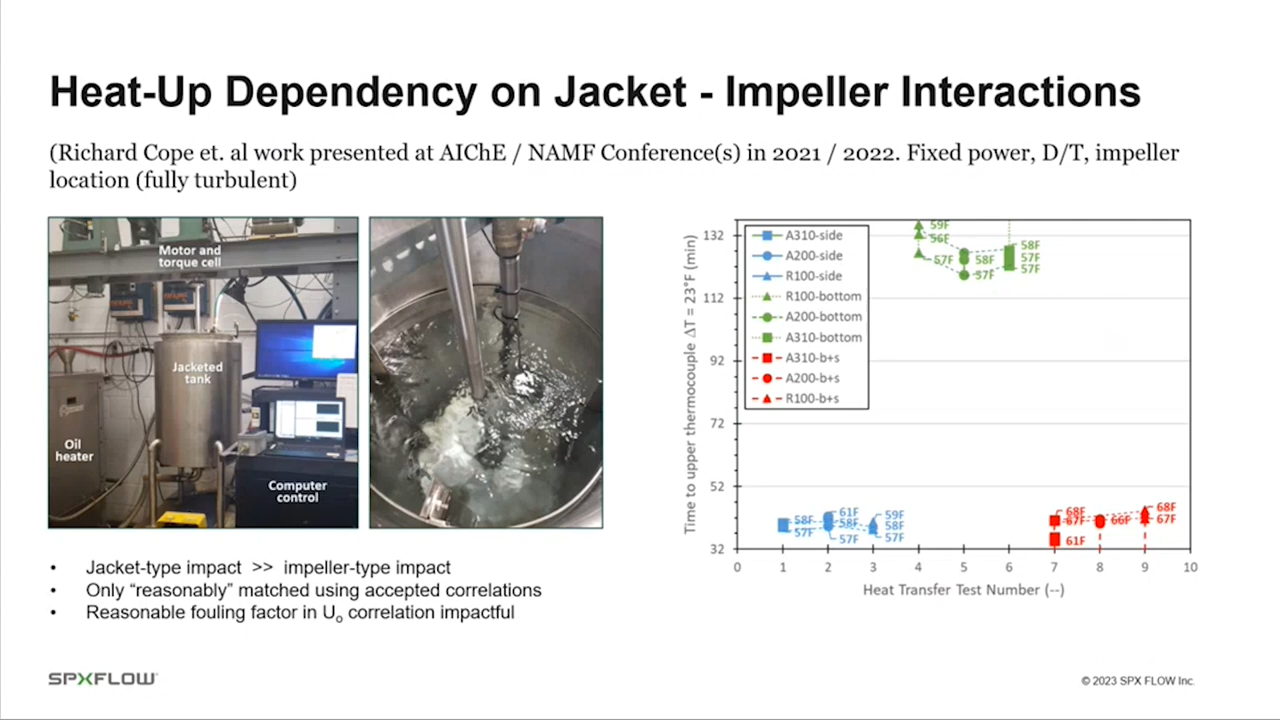 Heat-Up Dependency on Jacket - Impeller Interactions
(Richard Cope et. al work presented at AIChE / NAMF Conference(s) in 2021 / 2022. Fixed power, D/T, impeller
location (fully turbulent)
Motor and
torque cell
Jacketed
tank
Oil
heater
Computer
control
Time to upper thermocouple ΔT = 23°F (min)
132
112
92
72
52
32
A310-side
A200-side
R100-side
R100-bottom
A200-bottom
A310-bottom
A310-b+s
A200-b+s
R100-b+s
59F
56F
57F
58F
37F
58F
57F
57F
58F
57F
61F
58F
57F
59F
58F
57F
68F
67F
61F
66F
68F
67F
0 1 2 3 4 5 6 7 8 9 10
Heat Transfer Test Number (--)
• Jacket-type impact >> impeller-type impact
• Only “reasonably” matched using accepted correlations
• Reasonable fouling factor in Uo correlation impactful
SPXFLOW
© 2023 SPX FLOW Inc.